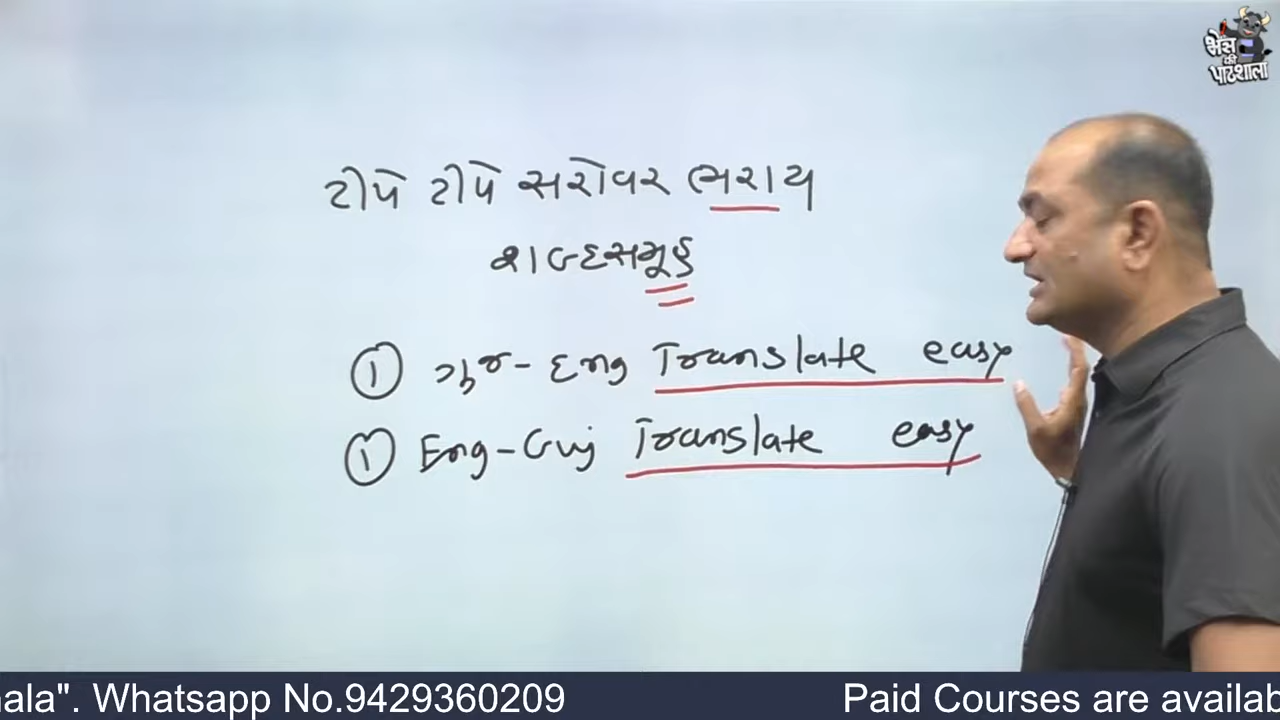 भैंस
की
पाठशाला
ટીપે ટીપે સરોવર ભરાય
શબ્દસમૂહ
① ગુજ-Eng Translate easy
① Eng-Guj Translate easy
ala". Whatsapp No.9429360209 Paid Courses are availab